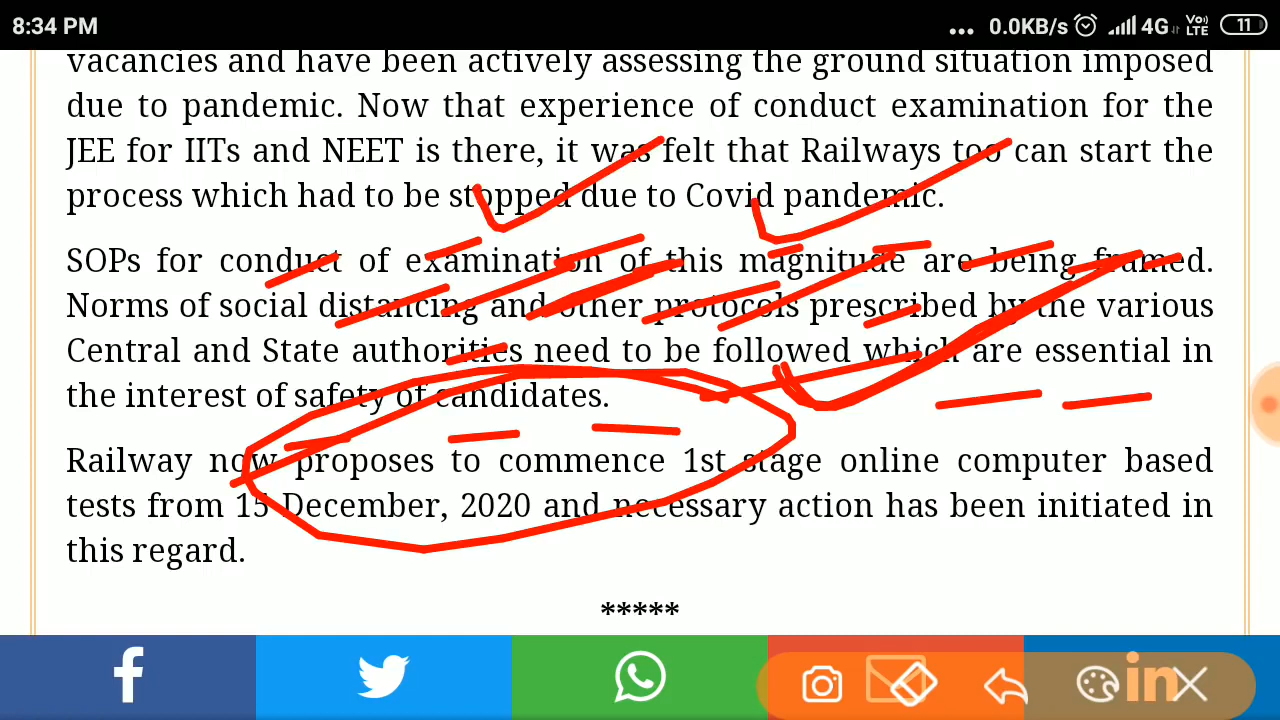 8:34 PM ... 0.0KB/s 4G Vo) LTE 11
vacancies and have been actively assessing the ground situation imposed
due to pandemic. Now that experience of conduct examination for the
JEE for IITs and NEET is there, it was felt that Railways too can start the
process which had to be stopped due to Covid pandemic.
SOPs for conduct of examination of this magnitude are being framed.
Norms of social distancing and other protocols prescribed by the various
Central and State authorities need to be followed which are essential in
the interest of safety of candidates.
Railway now proposes to commence 1st stage online computer based
tests from 15 December, 2020 and necessary action has been initiated in
this regard.
*****
f in